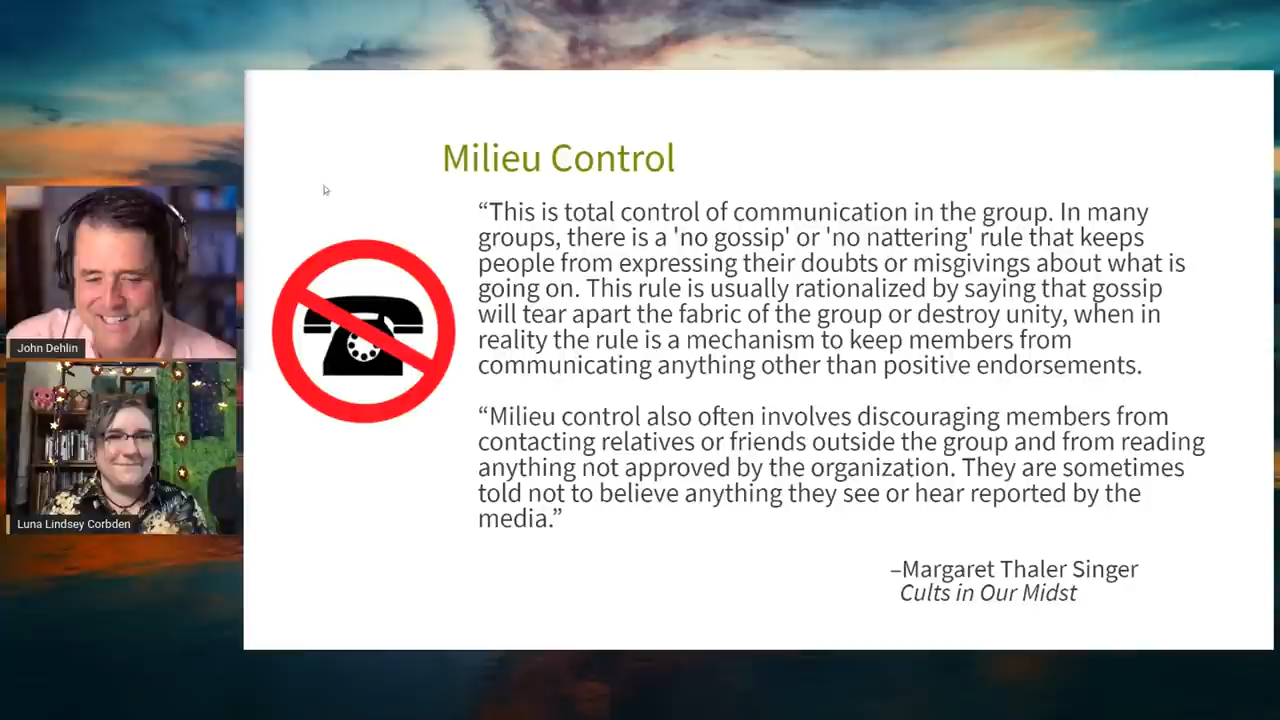 Milieu Control
“This is total control of communication in the group. In many
groups, there is a 'no gossip' or 'no nattering' rule that keeps
people from expressing their doubts or misgivings about what is
going on. This rule is usually rationalized by saying that gossip
will tear apart the fabric of the group or destroy unity, when in
reality the rule is a mechanism to keep members from
communicating anything other than positive endorsements.
“Milieu control also often involves discouraging members from
contacting relatives or friends outside the group and from reading
anything not approved by the organization. They are sometimes
told not to believe anything they see or hear reported by the
media.”
–Margaret Thaler Singer
Cults in Our Midst
John Dehlin
Luna Lindsey Corbden